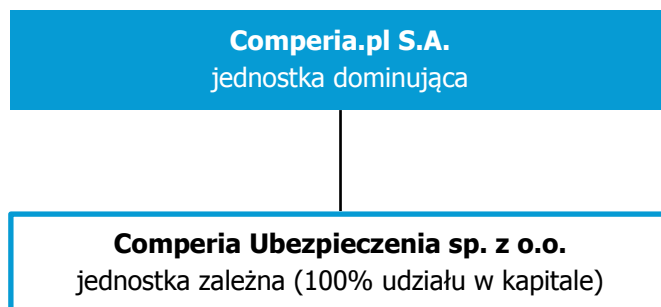 Comperia.pl S.A.
jednostka dominująca
Comperia Ubezpieczenia sp. z o.o.
jednostka zależna (100% udziału w kapitale)